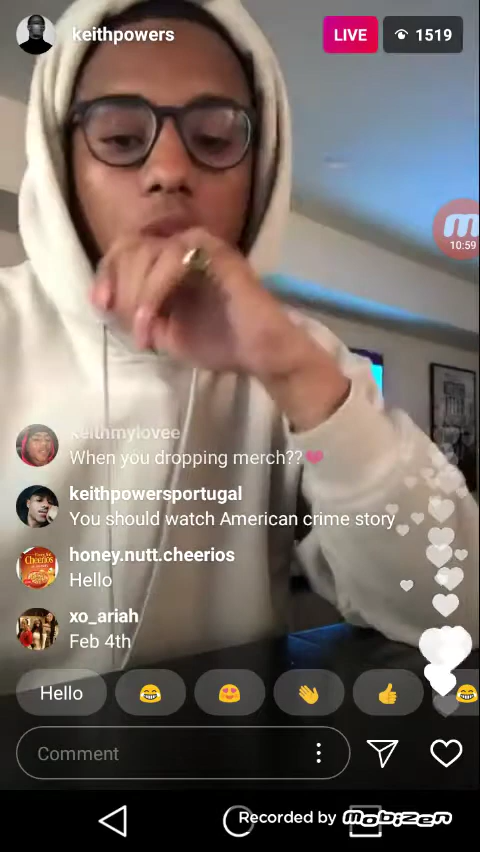 keithpowers
LIVE
1519
m
10:59
keithmylovee
When you dropping merch??💔
keithpowersportugal
You should watch American crime story
honey.nutt.cheerios
Cheerios
Hello
xo_ariah
Feb 4th
Hello
Comment
Recorded by Mobizen